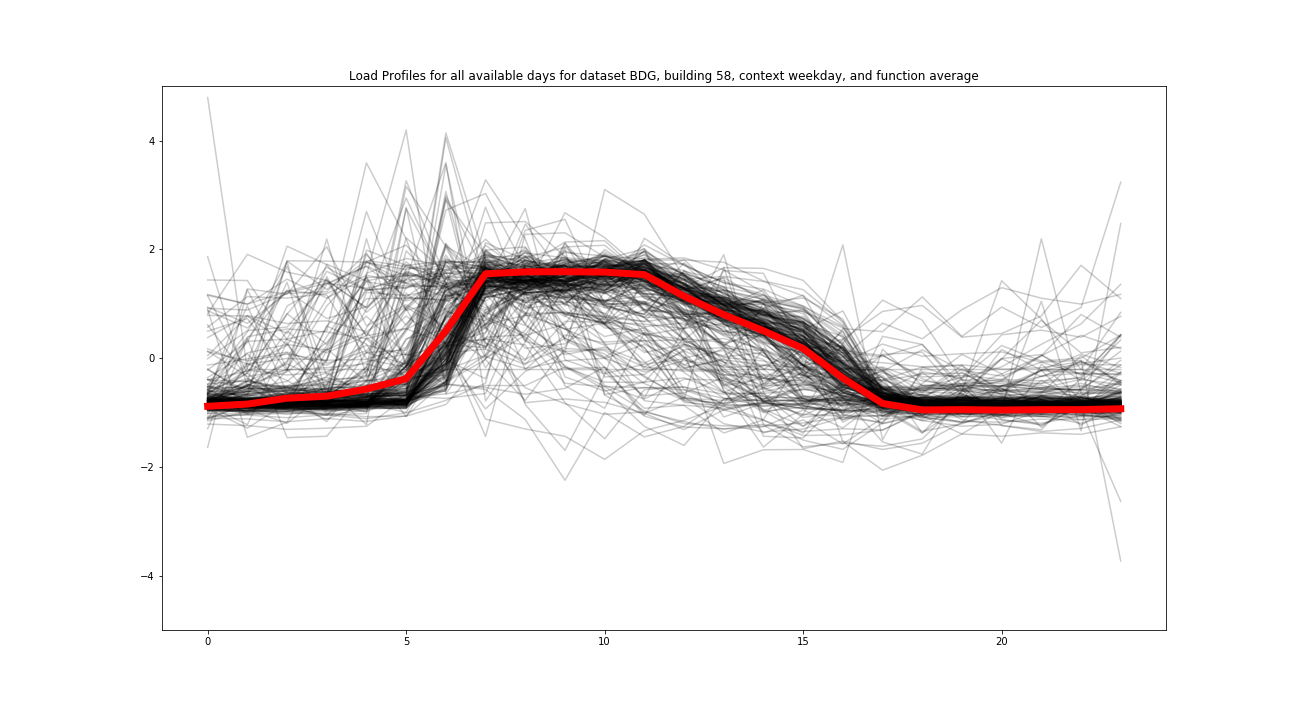 Load Profiles for all available days for dataset BDG, building 58, context weekday, and function average
4
2
0
−2
−4
0 5 10 15 20